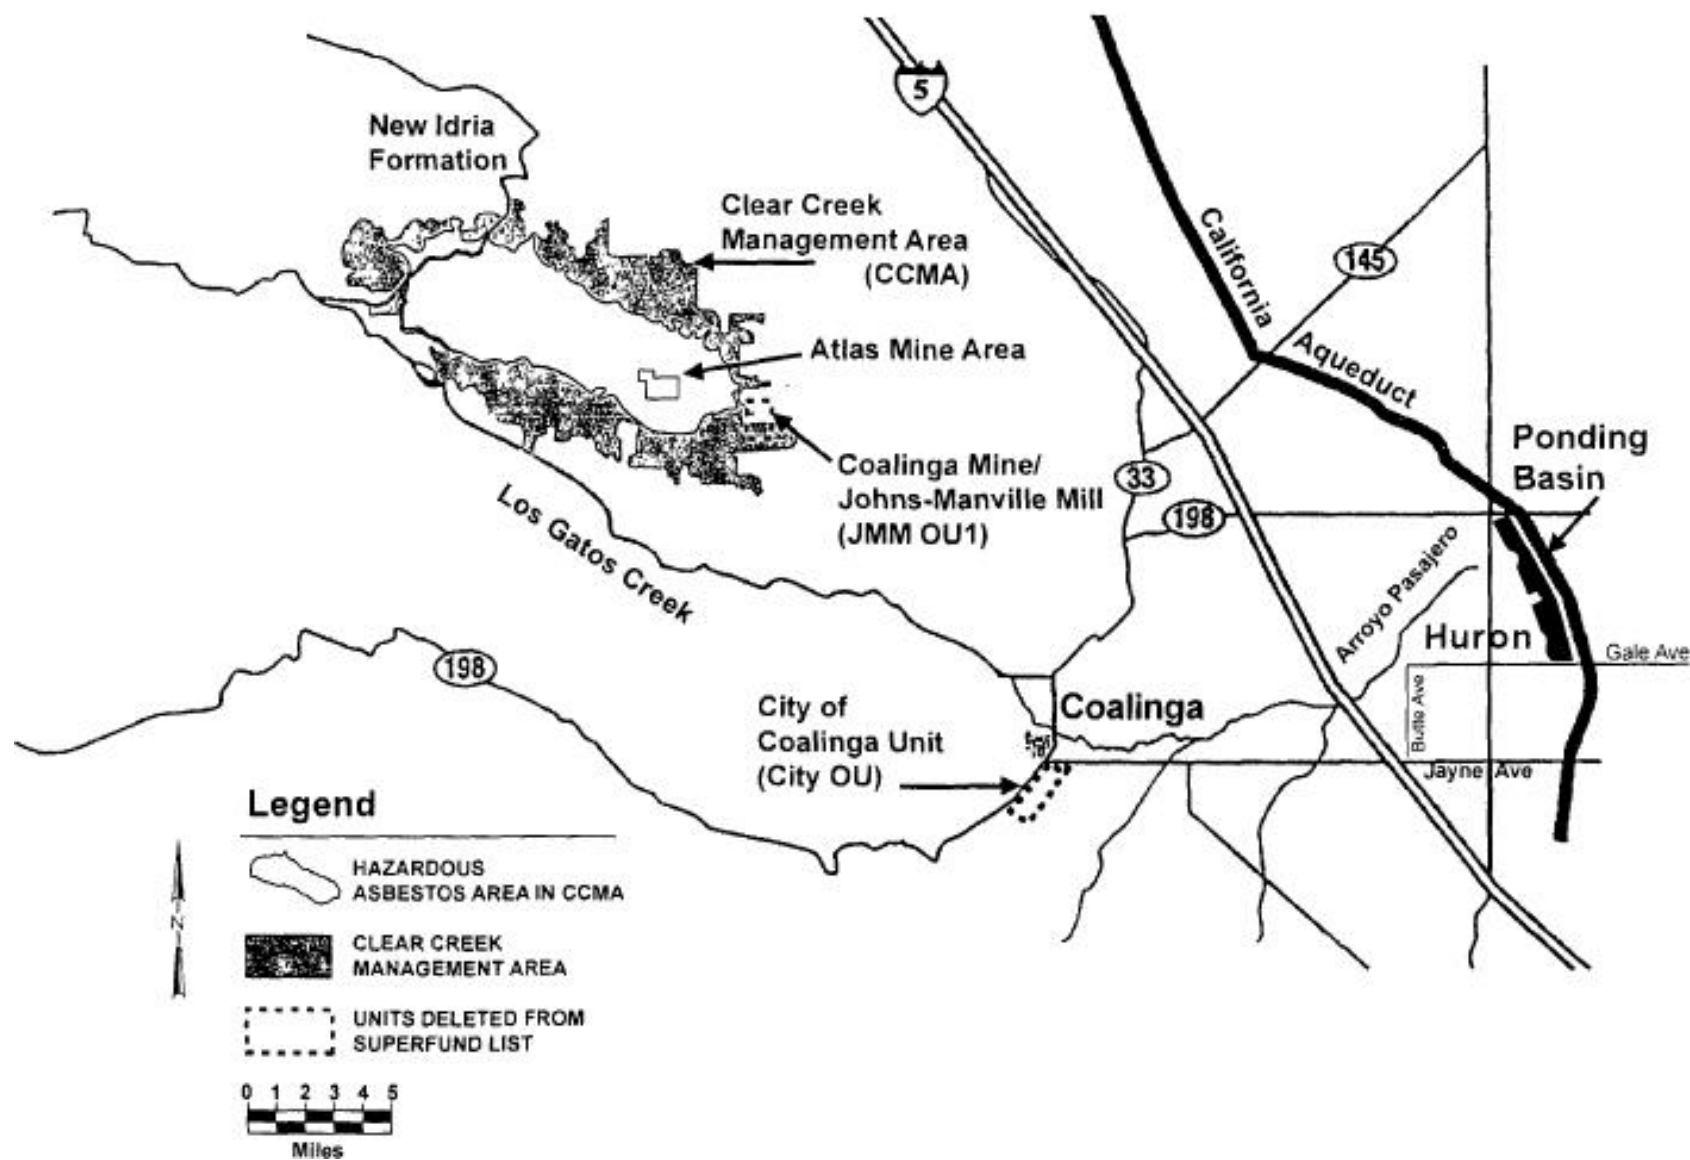 5
New Idria
Formation
Clear Creek
Management Area
(CCMA)
California
145
Atlas Mine Area
Aqueduct
Ponding
Basin
Coalinga Mine/
Johns-Manville Mill
(JMM OU1)
33
198
Los Gatos Creek
Arroyo Pasajero
Huron
Gale Ave
198
City of
Coalinga Unit
(City OU)
Coalinga
Butte Ave
Jayne Ave
Legend
HAZARDOUS
ASBESTOS AREA IN CCMA
N
CLEAR CREEK
MANAGEMENT AREA
UNITS DELETED FROM
SUPERFUND LIST
0 1 2 3 4 5
Miles